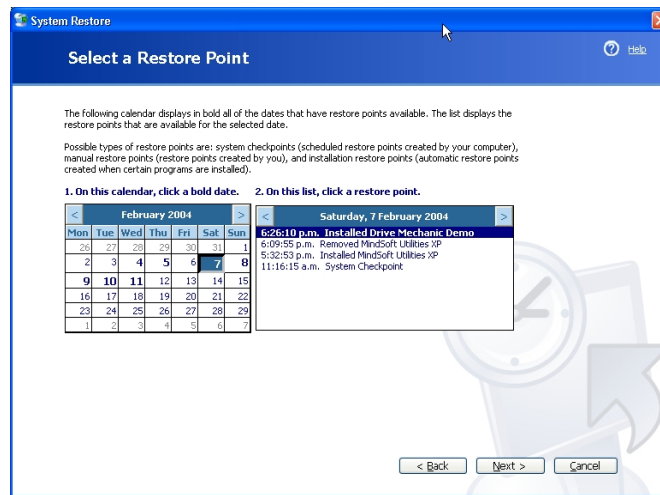 System Restore
Select a Restore Point
Help
The following calendar displays in bold all of the dates that have restore points available. The list displays the
restore points that are available for the selected date.
Possible types of restore points are: system checkpoints (scheduled restore points created by your computer),
manual restore points (restore points created by you), and installation restore points (automatic restore points
created when certain programs are installed).
1. On this calendar, click a bold date.
2. On this list, click a restore point.
< February 2004 >
Mon Tue Wed Thu Fri Sat Sun
26 27 28 29 30 31 1
2 3 4 5 6 7 8
9 10 11 12 13 14 15
16 17 18 19 20 21 22
23 24 25 26 27 28 29
1 2 3 4 5 6 7
< Saturday, 7 February 2004 >
6:26:10 p.m. Installed Drive Mechanic Demo
6:09:55 p.m. Removed MindSoft Utilities XP
5:32:53 p.m. Installed MindSoft Utilities XP
11:16:15 a.m. System Checkpoint
< Back Next > Cancel